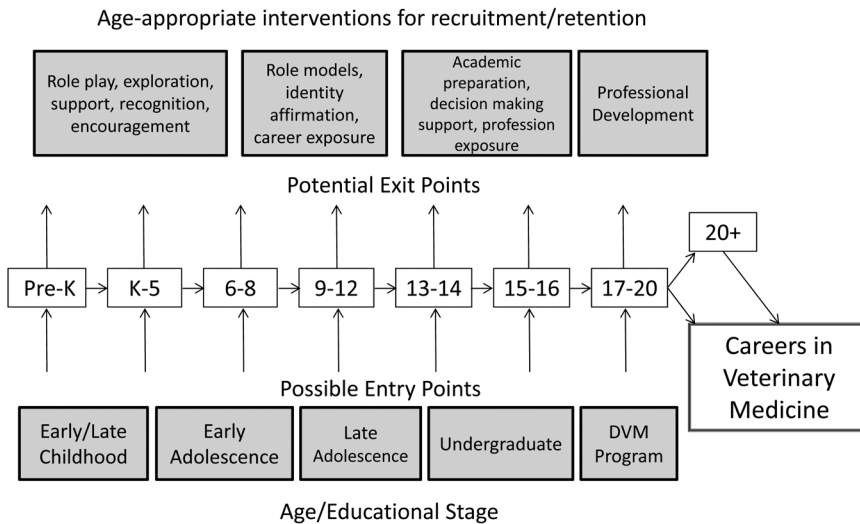 Age-appropriate interventions for recruitment/retention
Role play, exploration,
support, recognition,
encouragement
Role models,
identity
affirmation,
career exposure
Academic
preparation,
decision making
support, profession
exposure
Professional
Development
Potential Exit Points
20+
Pre-K
K-5
6-8
9-12
13-14
15-16
17-20
Careers in
Veterinary
Medicine
Possible Entry Points
Early/Late
Childhood
Early
Adolescence
Late
Adolescence
Undergraduate
DVM
Program
Age/Educational Stage